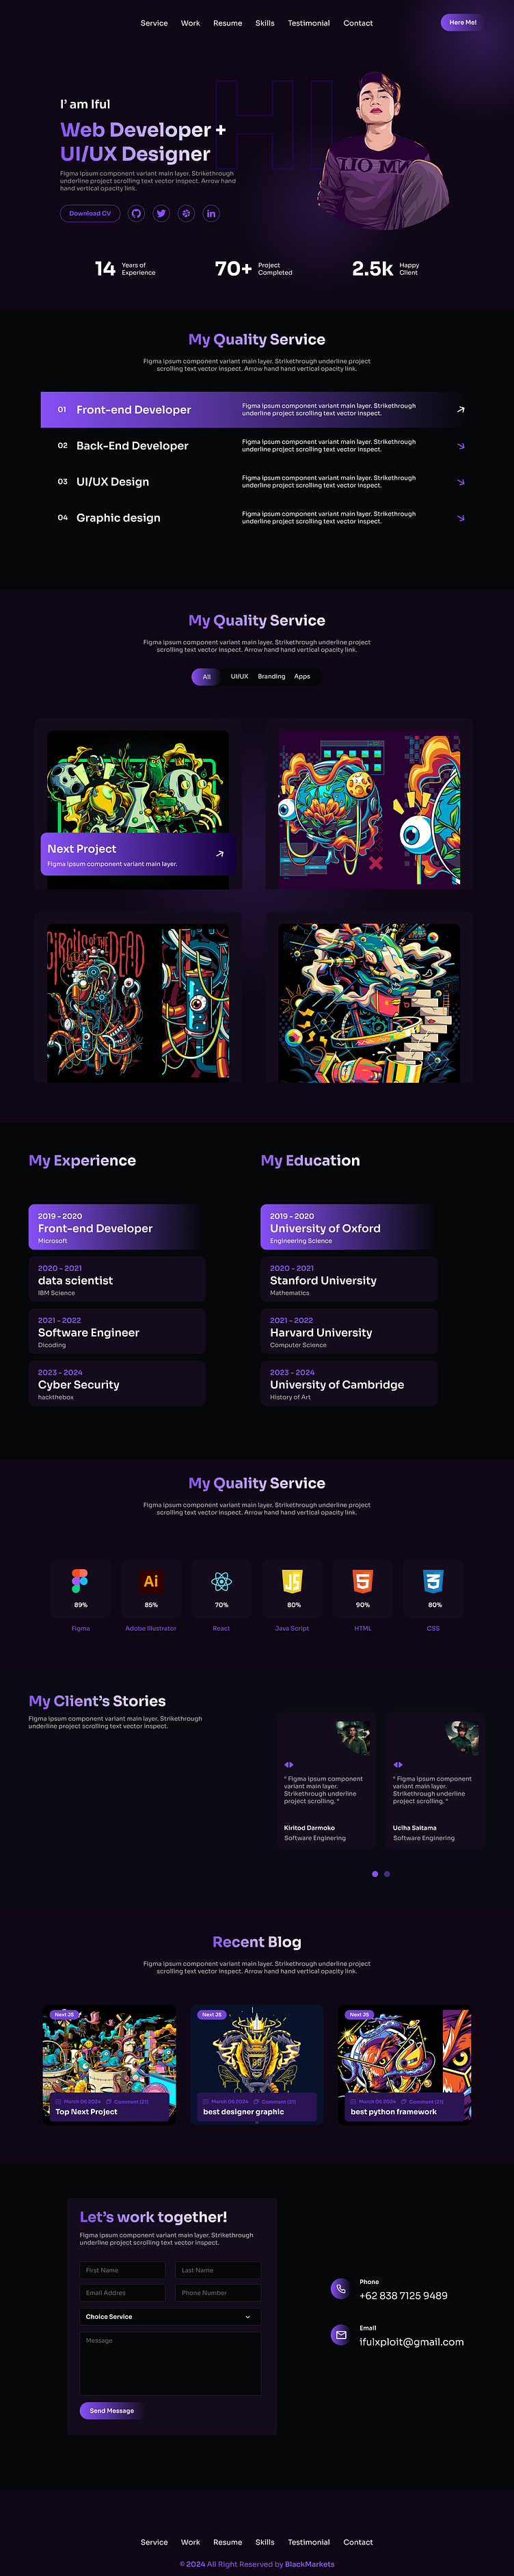 Service Work Resume Skills Testimonial Contact
Here Me!
HI
I' am Iful
Web Developer +
UI/UX Designer
Figma ipsum component variant main layer. Strikethrough
underline project scrolling text vector inspect. Arrow hand
hand vertical opacity link.
Download CV
14 Years of
Experience
70+ Project
Completed
2.5k Happy
Client
My Quality Service
Figma ipsum component variant main layer. Strikethrough underline project
scrolling text vector inspect. Arrow hand hand vertical opacity link.
01 Front-end Developer
Figma ipsum component variant main layer. Strikethrough
underline project scrolling text vector inspect.
02 Back-End Developer
Figma ipsum component variant main layer. Strikethrough
underline project scrolling text vector inspect.
03 UI/UX Design
Figma ipsum component variant main layer. Strikethrough
underline project scrolling text vector inspect.
04 Graphic design
Figma ipsum component variant main layer. Strikethrough
underline project scrolling text vector inspect.
My Quality Service
Figma ipsum component variant main layer. Strikethrough underline project
scrolling text vector inspect. Arrow hand hand vertical opacity link.
All UI/UX Branding Apps
Next Project
Figma ipsum component variant main layer.
CIRCUS OF THE DEAD
My Experience
2019 - 2020
Front-end Developer
Microsoft
2020 - 2021
data scientist
IBM Science
2021 - 2022
Software Engineer
Dicoding
2023 - 2024
Cyber Security
hackthebox
My Education
2019 - 2020
University of Oxford
Engineering Science
2020 - 2021
Stanford University
Mathematics
2021 - 2022
Harvard University
Computer Science
2023 - 2024
University of Cambridge
History of Art
My Quality Service
Figma ipsum component variant main layer. Strikethrough underline project
scrolling text vector inspect. Arrow hand hand vertical opacity link.
Ai
JS
5
3
89% 85% 70% 80% 90% 80%
Figma Adobe Illustrator React Java Script HTML CSS
My Client's Stories
Figma ipsum component variant main layer. Strikethrough
underline project scrolling text vector inspect.
" Figma ipsum component
variant main layer.
Strikethrough underline
project scrolling. "
Kiritod Darmoko
Software Enginering
" Figma ipsum component
variant main layer.
Strikethrough underline
project scrolling. "
Uciha Saitama
Software Enginering
Recent Blog
Figma ipsum component variant main layer. Strikethrough underline project
scrolling text vector inspect. Arrow hand hand vertical opacity link.
Next JS
March 05 2024 Comment (21)
Top Next Project
Next JS
March 05 2024 Comment (21)
best designer graphic
Next JS
March 05 2024 Comment (21)
best python framework
Let's work together!
Figma ipsum component variant main layer. Strikethrough
underline project scrolling text vector inspect.
First Name Last Name
Email Addres Phone Number
Choice Service
Message
Send Message
Phone
+62 838 7125 9489
Email
ifulxploit@gmail.com
Service Work Resume Skills Testimonial Contact
© 2024 All Right Reserved by BlackMarkets